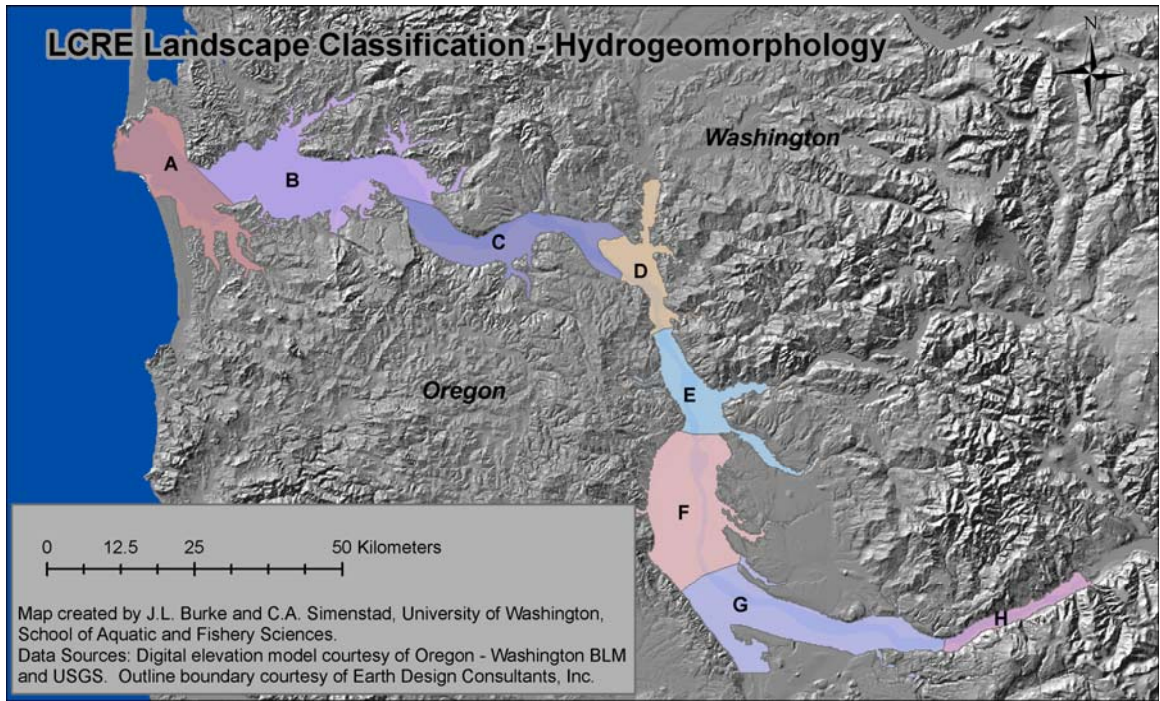 LCRE Landscape Classification - Hydrogeomorphology
N
Washington
A
B
C
D
Oregon
E
F
G
H
0 12.5 25 50 Kilometers
Map created by J.L. Burke and C.A. Simenstad, University of Washington,
School of Aquatic and Fishery Sciences.
Data Sources: Digital elevation model courtesy of Oregon - Washington BLM
and USGS. Outline boundary courtesy of Earth Design Consultants, Inc.